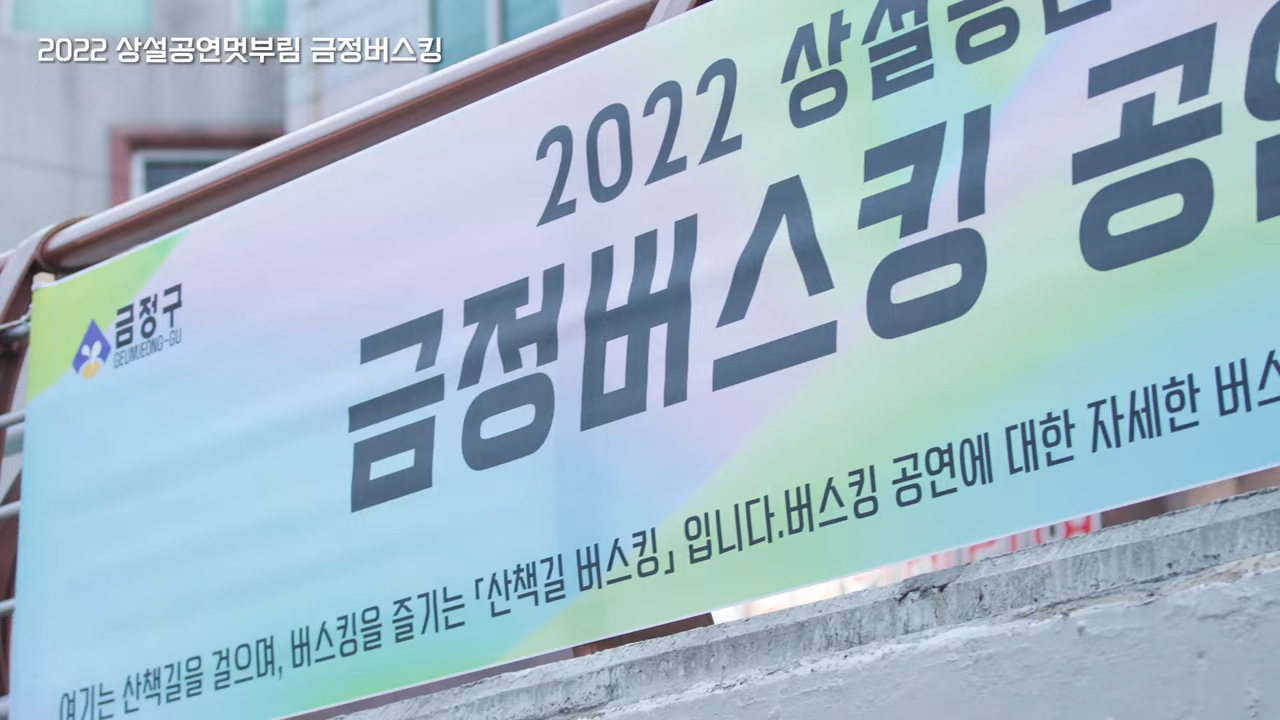 2022 상설공연멋부림 금정버스킹
2022 상설공연
금정버스킹 공연
금정구
GEUMJEONG-GU
여기는 산책길을 걸으며, 버스킹을 즐기는 「산책길 버스킹」 입니다.버스킹 공연에 대한 자세한 버스